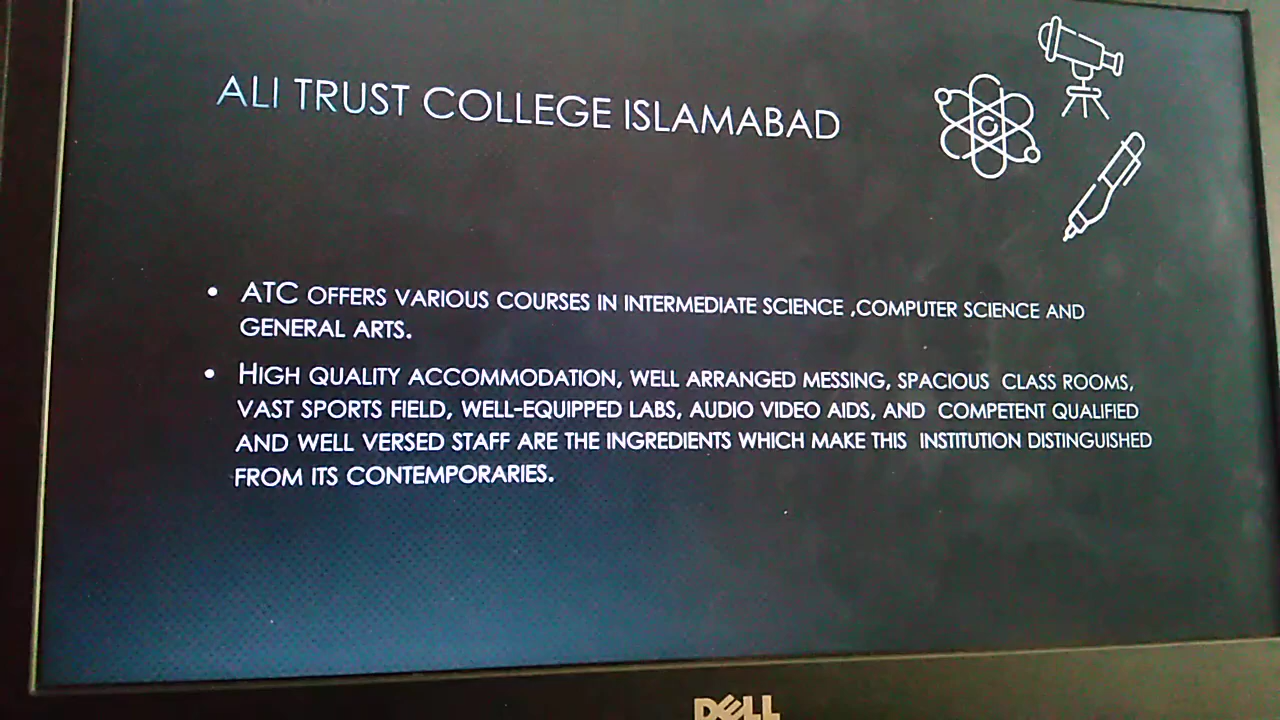 ALI TRUST COLLEGE ISLAMABAD
• ATC OFFERS VARIOUS COURSES IN INTERMEDIATE SCIENCE ,COMPUTER SCIENCE AND
GENERAL ARTS.
• HIGH QUALITY ACCOMMODATION, WELL ARRANGED MESSING, SPACIOUS CLASS ROOMS,
VAST SPORTS FIELD, WELL-EQUIPPED LABS, AUDIO VIDEO AIDS, AND COMPETENT QUALIFIED
AND WELL VERSED STAFF ARE THE INGREDIENTS WHICH MAKE THIS INSTITUTION DISTINGUISHED
FROM ITS CONTEMPORARIES.
DELL